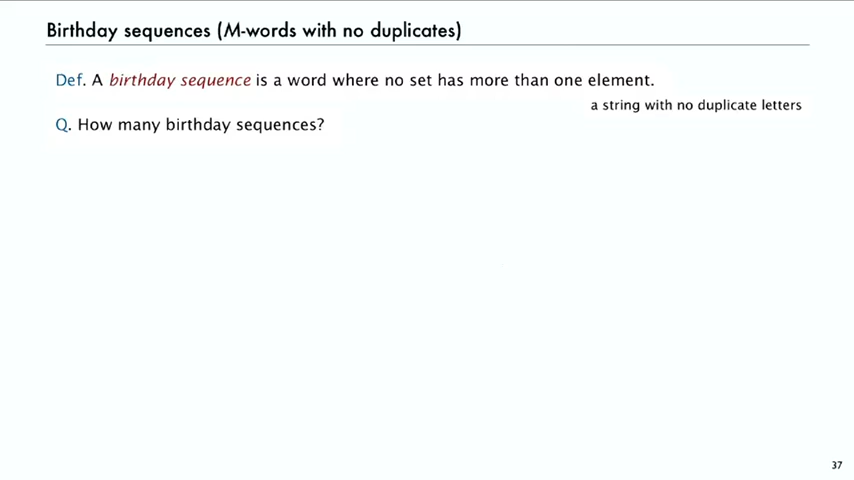 Birthday sequences (M-words with no duplicates)
Def. A birthday sequence is a word where no set has more than one element.
a string with no duplicate letters
Q. How many birthday sequences?
37